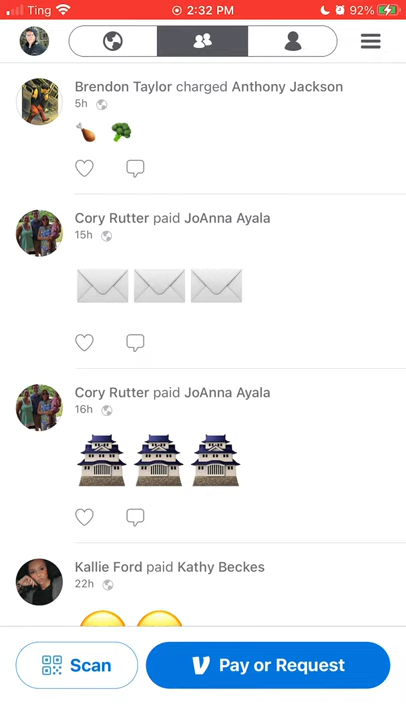 Ting 2:32 PM 92%
Brendon Taylor charged Anthony Jackson
5h
Cory Rutter paid JoAnna Ayala
15h
Cory Rutter paid JoAnna Ayala
16h
Kallie Ford paid Kathy Beckes
22h
Scan
Pay or Request